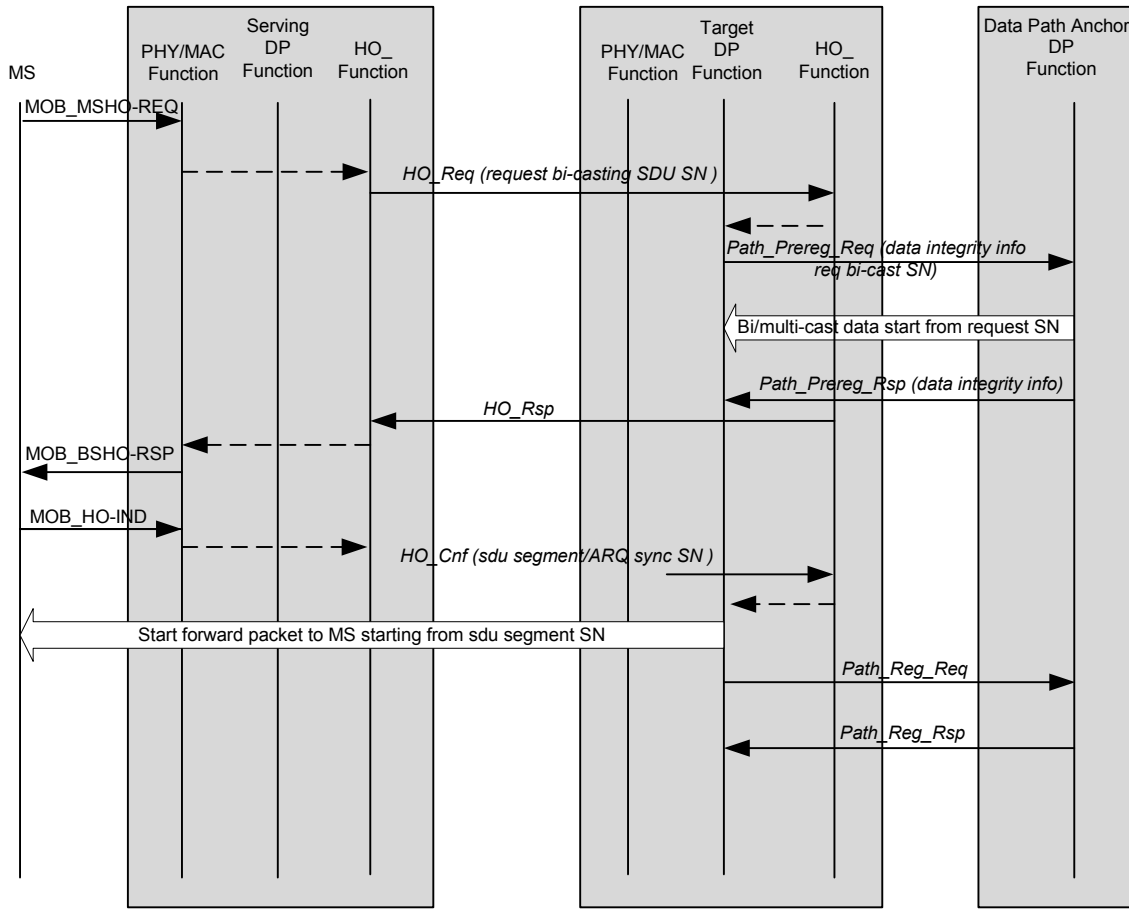 Serving
DP
Function
PHY/MAC
Function
HO_
Function
Target
DP
Function
PHY/MAC
Function
HO_
Function
Data Path Anchor
DP
Function
MS
MOB_MSHO-REQ
HO_Req (request bi-casting SDU SN )
Path_Prereg_Req (data integrity info
req bi-cast SN)
Bi/multi-cast data start from request SN
Path_Prereg_Rsp (data integrity info)
HO_Rsp
MOB_BSHO-RSP
MOB_HO-IND
HO_Cnf (sdu segment/ARQ sync SN )
Start forward packet to MS starting from sdu segment SN
Path_Reg_Req
Path_Reg_Rsp